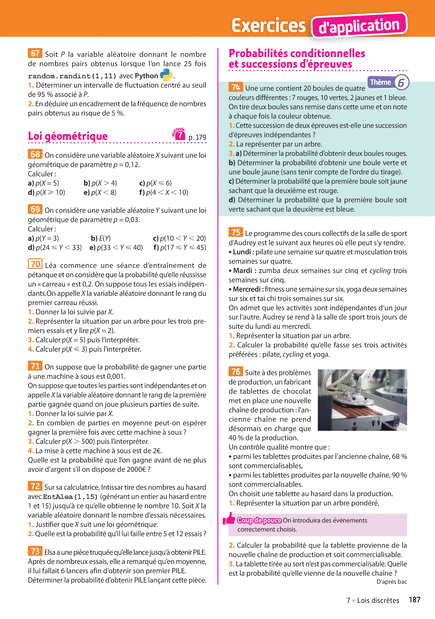 Exercices d'application
67 Soit P la variable aléatoire donnant le nombre
de nombres pairs obtenus lorsque l'on lance 25 fois
random.randint(1,11) avec Python
1. Déterminer un intervalle de fluctuation centré au seuil
de 95 % associé à P.
2. En déduire un encadrement de la fréquence de nombres
pairs obtenus au risque de 5 %.
Loi géométrique
7 p. 179
68 On considère une variable aléatoire X suivant une loi
géométrique de paramètre p = 0,12.
Calculer :
a) p(X = 5) b) p(X > 4) c) p(X ⩽ 6)
d) p(X ⩾ 10) e) p(X < 8) f) p(4 < X < 10)
69 On considère une variable aléatoire Y suivant une loi
géométrique de paramètre p = 0,03.
Calculer :
a) p(Y = 3) b) E(Y) c) p(10 < Y < 20)
d) p(24 ⩽ Y < 33) e) p(33 < Y ⩽ 40) f) p(17 ⩽ Y ⩽ 45)
70 Léa commence une séance d'entraînement de
pétanque et on considère que la probabilité qu'elle réussisse
un « carreau » est 0,2. On suppose tous les essais indépen-
dants.On appelle X la variable aléatoire donnant le rang du
premier carreau réussi.
1. Donner la loi suivie par X.
2. Représenter la situation par un arbre pour les trois pre-
miers essais et y lire p(X = 2).
3. Calculer p(X = 5) puis l'interpréter.
4. Calculer p(X ⩽ 3) puis l'interpréter.
71 On suppose que la probabilité de gagner une partie
à une machine à sous est 0,001.
On suppose que toutes les parties sont indépendantes et on
appelle X la variable aléatoire donnant le rang de la première
partie gagnée quand on joue plusieurs parties de suite.
1. Donner la loi suivie par X.
2. En combien de parties en moyenne peut-on espérer
gagner la première fois avec cette machine à sous ?
3. Calculer p(X > 500) puis l'interpréter.
4. La mise à cette machine à sous est de 2€.
Quelle est la probabilité que l'on gagne avant de ne plus
avoir d'argent s'il on dispose de 2000€ ?
72 Sur sa calculatrice, Intissar tire des nombres au hasard
avec EntAlea(1,15) (générant un entier au hasard entre
1 et 15) jusqu'à ce qu'elle obtienne le nombre 10. Soit X la
variable aléatoire donnant le nombre d'essais nécessaires.
1. Justifier que X suit une loi géométrique.
2. Quelle est la probabilité qu'il lui faille entre 5 et 12 essais ?
73 Elsa a une pièce truquée qu'elle lance jusqu'à obtenir PILE.
Après de nombreux essais, elle a remarqué qu'en moyenne,
il lui fallait 6 lancers afin d'obtenir son premier PILE.
Déterminer la probabilité d'obtenir PILE lançant cette pièce.
Probabilités conditionnelles
et successions d'épreuves
Thème 6
74 Une urne contient 20 boules de quatre
couleurs différentes : 7 rouges, 10 vertes, 2 jaunes et 1 bleue.
On tire deux boules sans remise dans cette urne et on note
à chaque fois la couleur obtenue.
1. Cette succession de deux épreuves est-elle une succession
d'épreuves indépendantes ?
2. La représenter par un arbre.
3. a) Déterminer la probabilité d'obtenir deux boules rouges.
b) Déterminer la probabilité d'obtenir une boule verte et
une boule jaune (sans tenir compte de l'ordre du tirage).
c) Déterminer la probabilité que la première boule soit jaune
sachant que la deuxième est rouge.
d) Déterminer la probabilité que la première boule soit
verte sachant que la deuxième est bleue.
75 Le programme des cours collectifs de la salle de sport
d'Audrey est le suivant aux heures où elle peut s'y rendre.
• Lundi : pilate une semaine sur quatre et musculation trois
semaines sur quatre.
• Mardi : zumba deux semaines sur cinq et cycling trois
semaines sur cinq.
• Mercredi : fitness une semaine sur six, yoga deux semaines
sur six et tai chi trois semaines sur six.
On admet que les activités sont indépendantes d'un jour
sur l'autre. Audrey se rend à la salle de sport trois jours de
suite du lundi au mercredi.
1. Représenter la situation par un arbre.
2. Calculer la probabilité qu'elle fasse ses trois activités
préférées : pilate, cycling et yoga.
76 Suite à des problèmes
de production, un fabricant
de tablettes de chocolat
met en place une nouvelle
chaîne de production : l'an-
cienne chaîne ne prend
désormais en charge que
40 % de la production.
Un contrôle qualité montre que :
• parmi les tablettes produites par l'ancienne chaîne, 68 %
sont commercialisables,
• parmi les tablettes produites par la nouvelle chaîne, 90 %
sont commercialisables.
On choisit une tablette au hasard dans la production.
1. Représenter la situation par un arbre pondéré.
Coup de pouce On introduira des événements
correctement choisis.
2. Calculer la probabilité que la tablette provienne de la
nouvelle chaîne de production et soit commercialisable.
3. La tablette tirée au sort n'est pas commercialisable. Quelle
est la probabilité qu'elle vienne de la nouvelle chaîne ?
D'après bac
7 • Lois discrètes 187